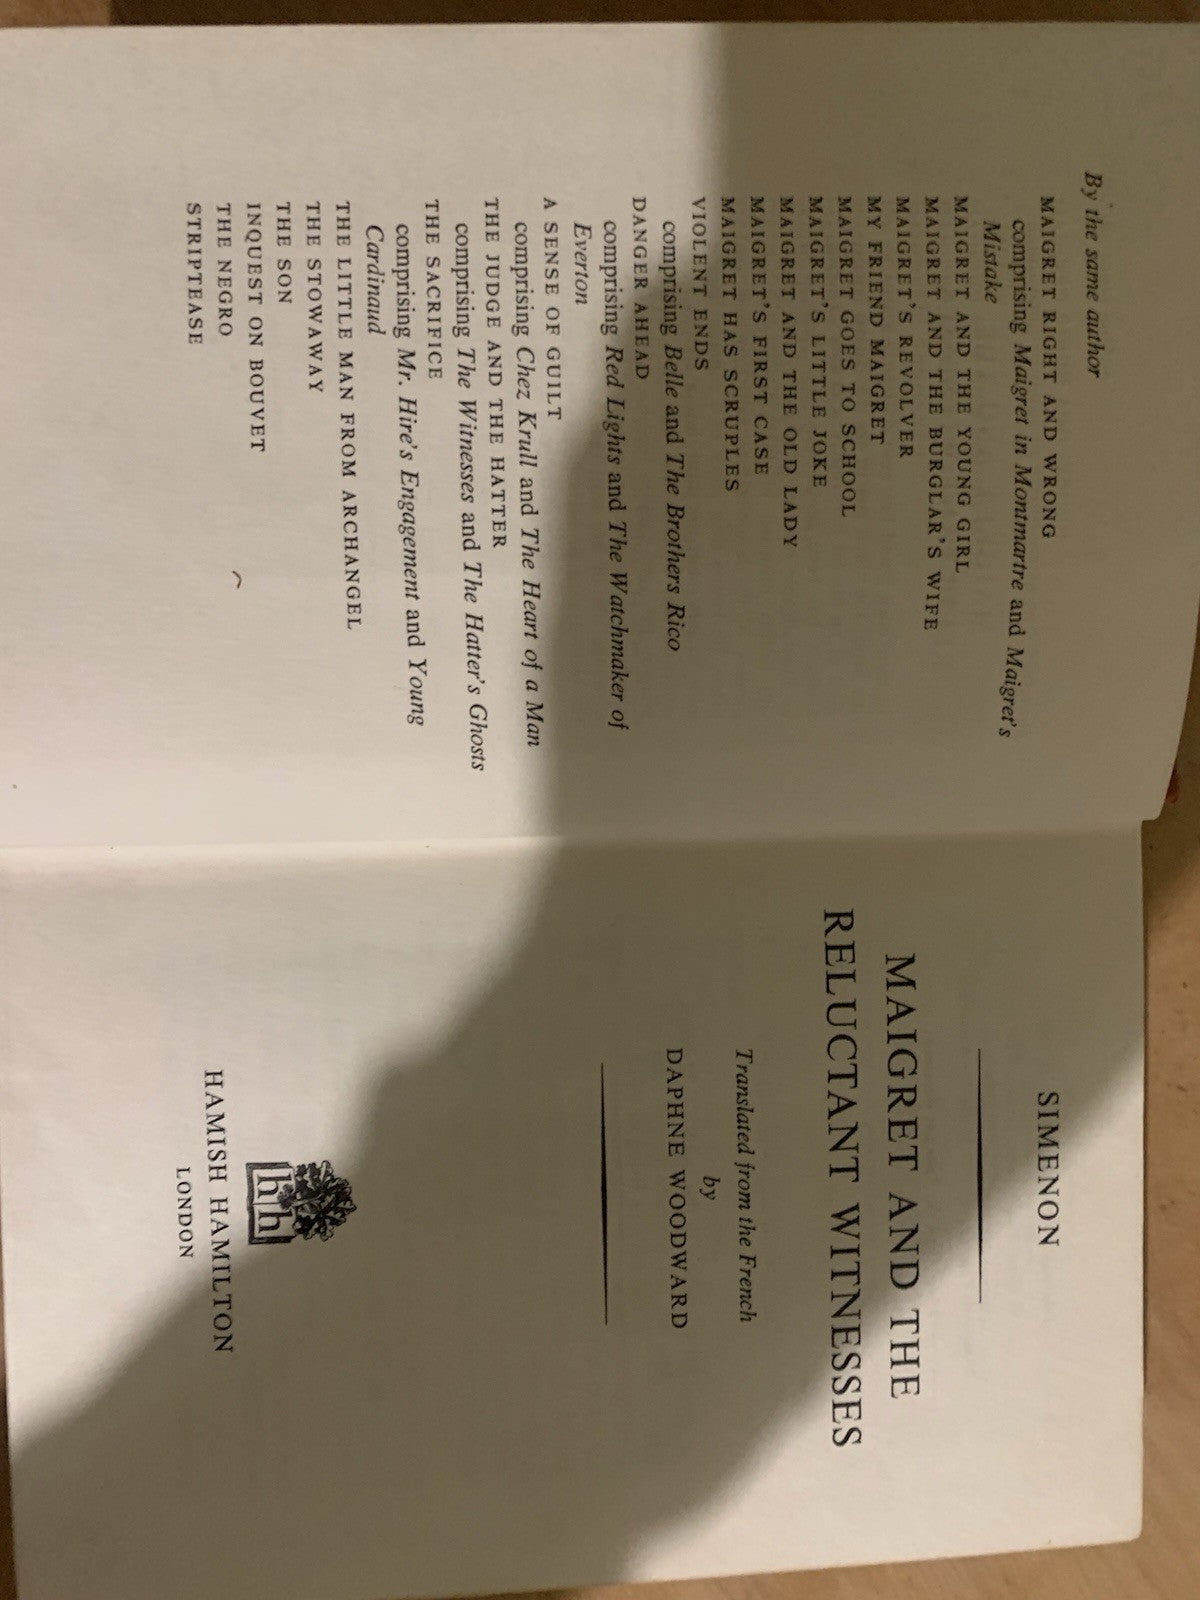 By the same author
MAIGRET RIGHT AND WRONG
comprising Maigret in Montmartre and Maigret's
Mistake
MAIGRET AND THE YOUNG GIRL
MAIGRET AND THE BURGLAR'S WIFE
MAIGRET'S REVOLVER
MY FRIEND MAIGRET
MAIGRET GOES TO SCHOOL
MAIGRET'S LITTLE JOKE
MAIGRET AND THE OLD LADY
MAIGRET'S FIRST CASE
MAIGRET HAS SCRUPLES
VIOLENT ENDS
comprising Belle and The Brothers Rico
DANGER AHEAD
comprising Red Lights and The Watchmaker of
Everton
A SENSE OF GUILT
comprising Chez Krull and The Heart of a Man
THE JUDGE AND THE HATTER
comprising The Witnesses and The Hatter's Ghosts
THE SACRIFICE
comprising Mr. Hire's Engagement and Young
Cardinaud
THE LITTLE MAN FROM ARCHANGEL
THE STOWAWAY
THE SON
INQUEST ON BOUVET
THE NEGRO
STRIPTEASE
SIMENON
MAIGRET AND THE
RELUCTANT WITNESSES
Translated from the French
by
DAPHNE WOODWARD
hh
HAMISH HAMILTON
LONDON